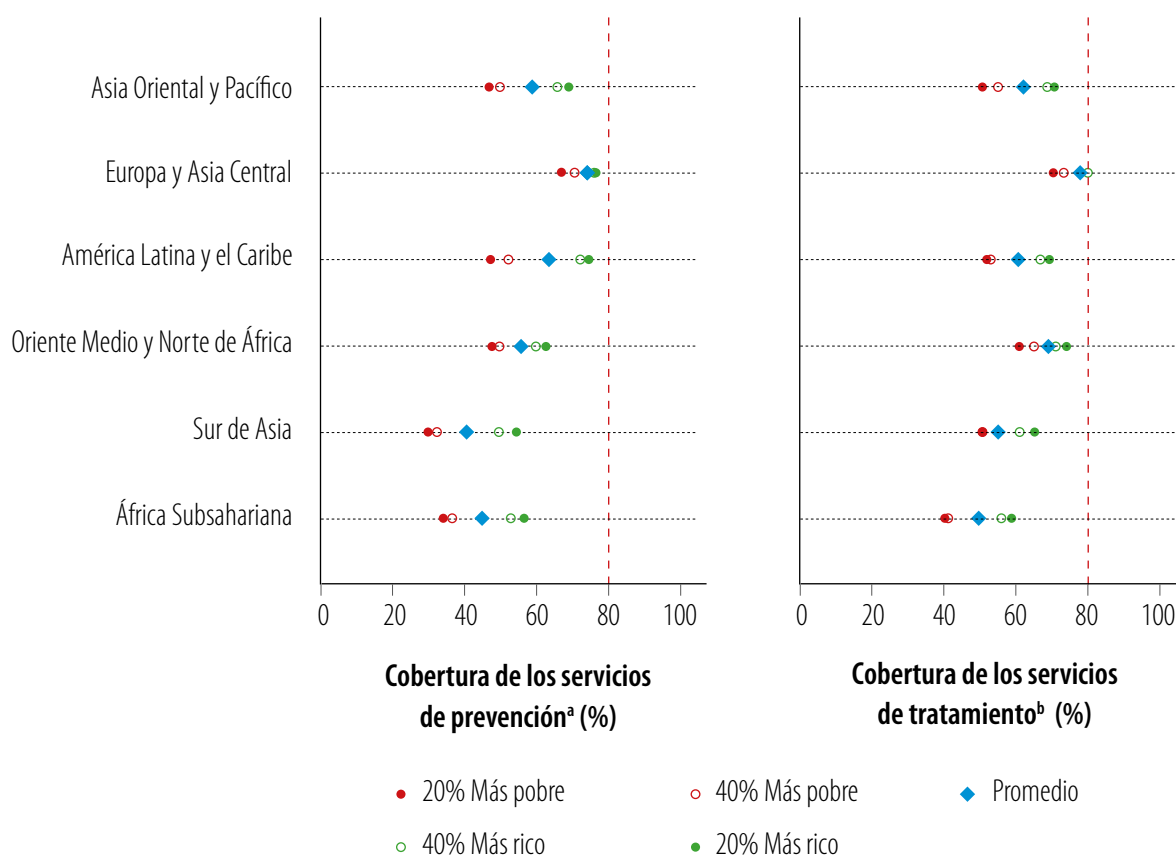 Asia Oriental y Pacífico
Europa y Asia Central
América Latina y el Caribe
Oriente Medio y Norte de África
Sur de Asia
África Subsahariana
0 20 40 60 80 100
0 20 40 60 80 100
Cobertura de los servicios
de prevenciónᵃ (%)
Cobertura de los servicios
de tratamientoᵇ (%)
20% Más pobre
40% Más pobre
Promedio
40% Más rico
20% Más rico